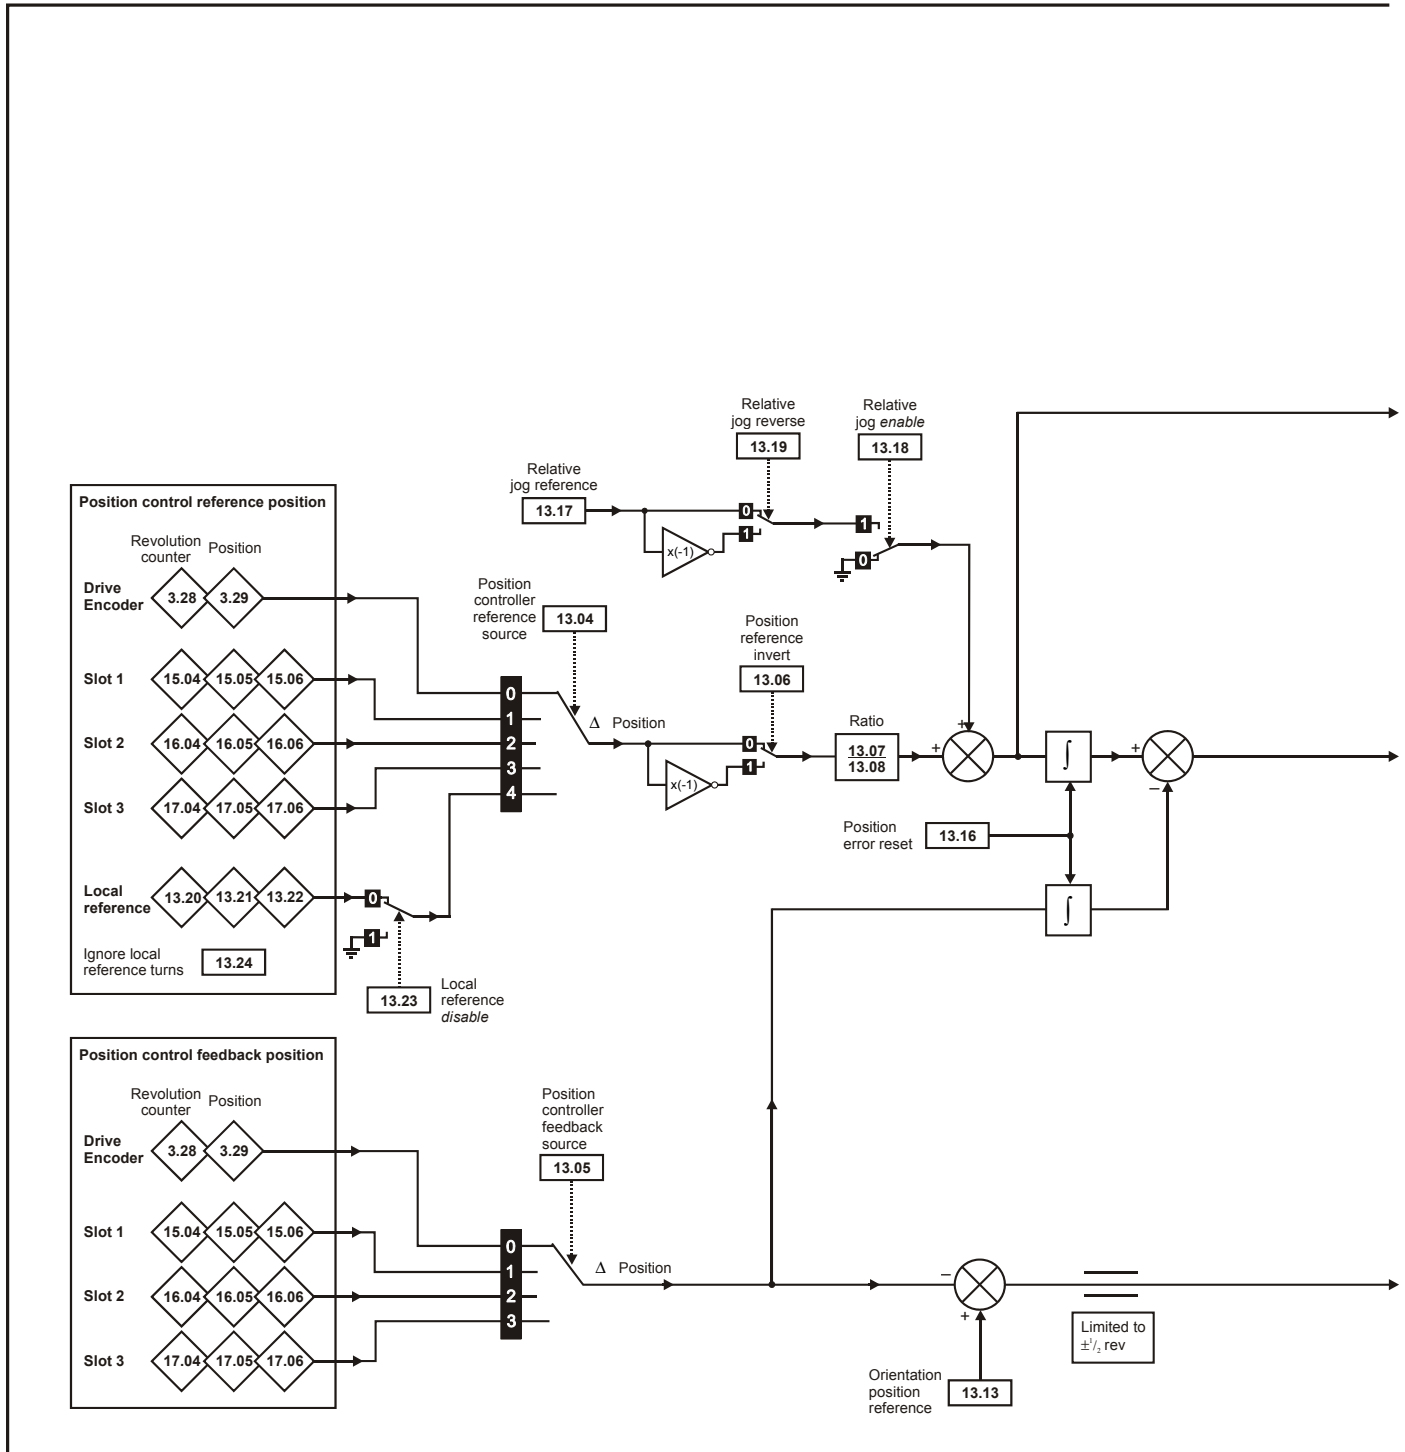 Relative
jog reverse
13.19
Relative
jog enable
13.18
Relative
jog reference
13.17
0
1
x(-1)
1
0
Position control reference position
Revolution
counter
Position
Drive
Encoder
3.28
3.29
Slot 1
15.04
15.05
15.06
Slot 2
16.04
16.05
16.06
Slot 3
17.04
17.05
17.06
Local
reference
13.20
13.21
13.22
Ignore local
reference turns
13.24
0
1
13.23
Local
reference
disable
Position
controller
reference
source
13.04
0
1
2
3
4
Δ Position
x(-1)
Position
reference
invert
13.06
0
1
Ratio
13.07
13.08
+
+
∫
+
−
Position
error reset
13.16
∫
Position control feedback position
Revolution
counter
Position
Drive
Encoder
3.28
3.29
Slot 1
15.04
15.05
15.06
Slot 2
16.04
16.05
16.06
Slot 3
17.04
17.05
17.06
Position
controller
feedback
source
13.05
0
1
2
3
Δ Position
−
+
Limited to
±1/2 rev
Orientation
position
reference
13.13